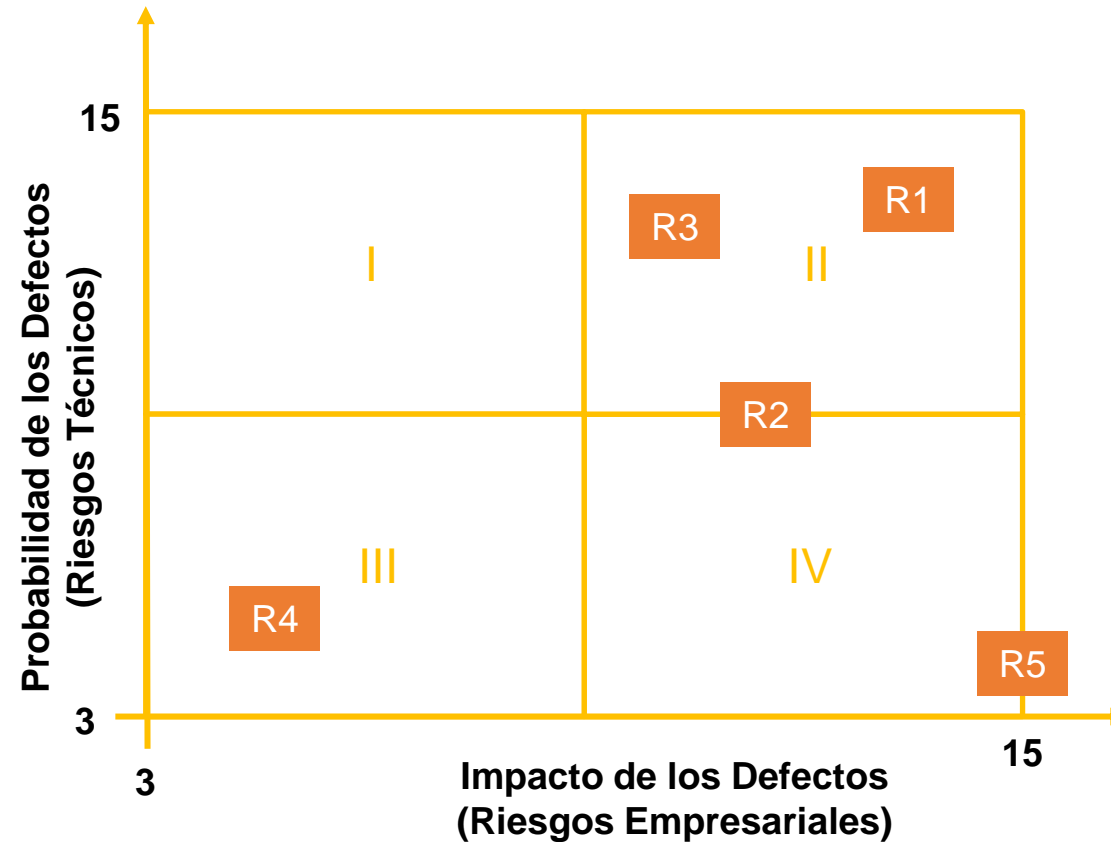 15
Probabilidad de los Defectos
(Riesgos Técnicos)
R1
R3
I
II
R2
III
IV
R4
R5
3
3
15
Impacto de los Defectos
(Riesgos Empresariales)